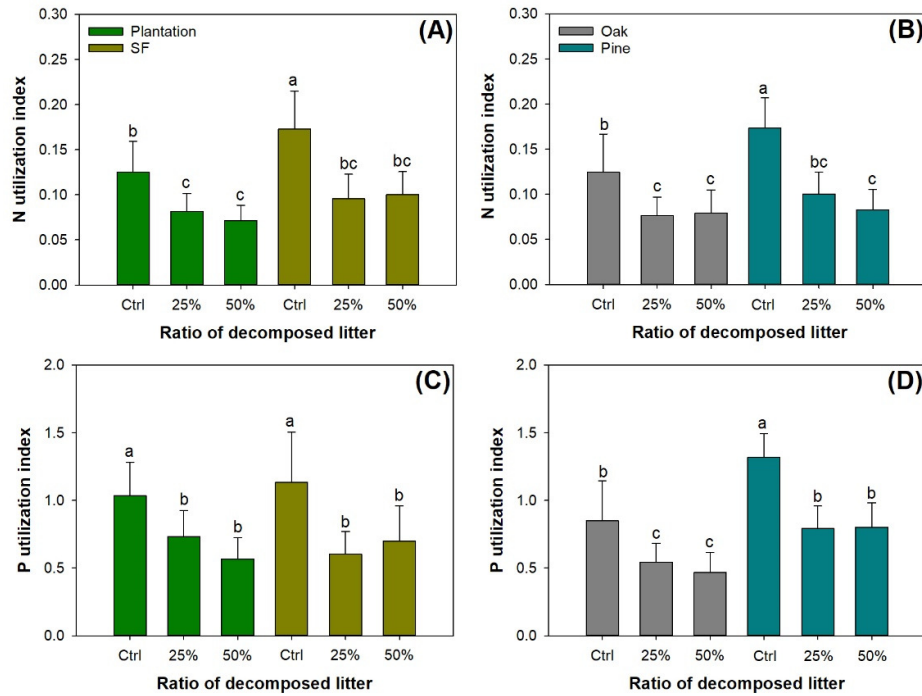 Plantation
SF
(A)
N utilization index
0.30
0.25
0.20
0.15
0.10
0.05
0.00
b
c
c
a
bc
bc
Ctrl 25% 50% Ctrl 25% 50%
Ratio of decomposed litter
Oak
Pine
(B)
N utilization index
0.30
0.25
0.20
0.15
0.10
0.05
0.00
b
c
c
a
bc
c
Ctrl 25% 50% Ctrl 25% 50%
Ratio of decomposed litter
(C)
P utilization index
2.0
1.5
1.0
0.5
0.0
a
b
b
a
b
b
Ctrl 25% 50% Ctrl 25% 50%
Ratio of decomposed litter
(D)
P utilization index
2.0
1.5
1.0
0.5
0.0
b
c
c
a
b
b
Ctrl 25% 50% Ctrl 25% 50%
Ratio of decomposed litter